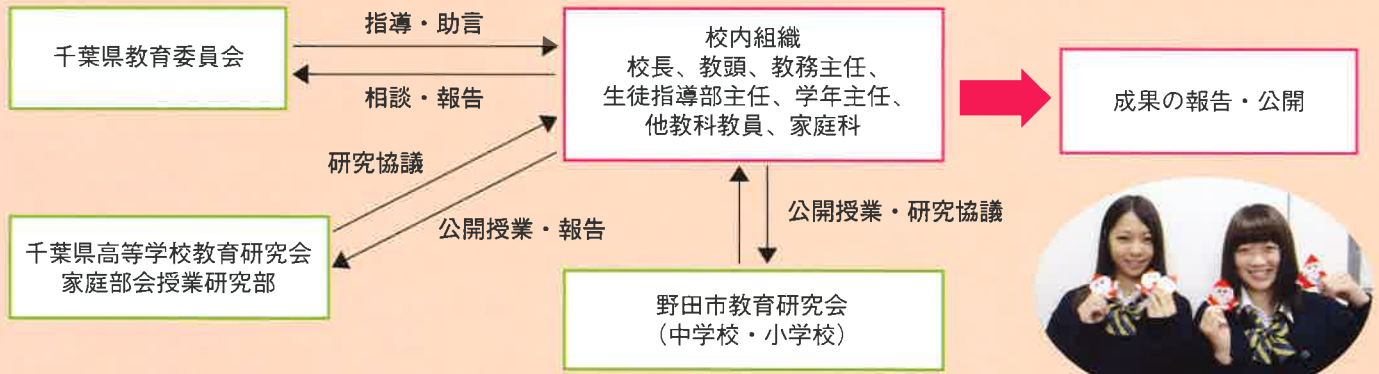 千葉県教育委員会
指導・助言
相談・報告
校内組織
校長、教頭、教務主任、
生徒指導部主任、学年主任、
他教科教員、家庭科
成果の報告・公開
研究協議
公開授業・報告
千葉県高等学校教育研究会
家庭部会授業研究部
公開授業・研究協議
野田市教育研究会
（中学校・小学校）